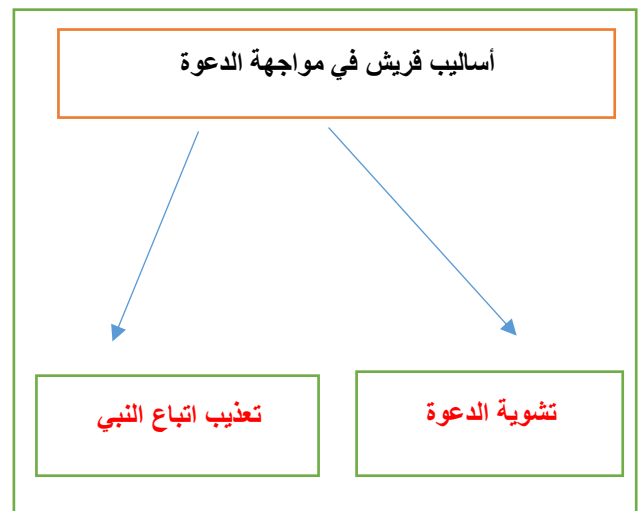 أساليب قريش في مواجهة الدعوة
تشوية الدعوة
تعذيب اتباع النبي